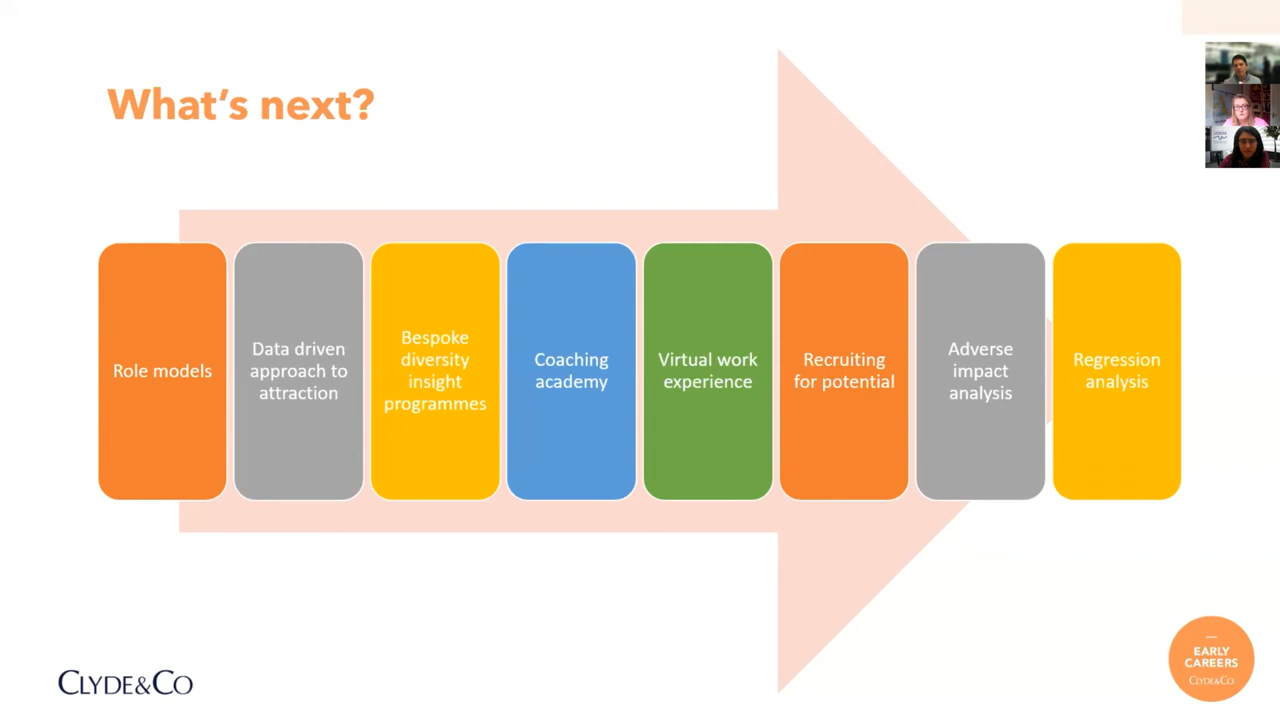 What's next?
Role models
Data driven
approach to
attraction
Bespoke
diversity
insight
programmes
Coaching
academy
Virtual work
experience
Recruiting
for potential
Adverse
impact
analysis
Regression
analysis
CLYDE&CO
EARLY
CAREERS
CLYDE&CO